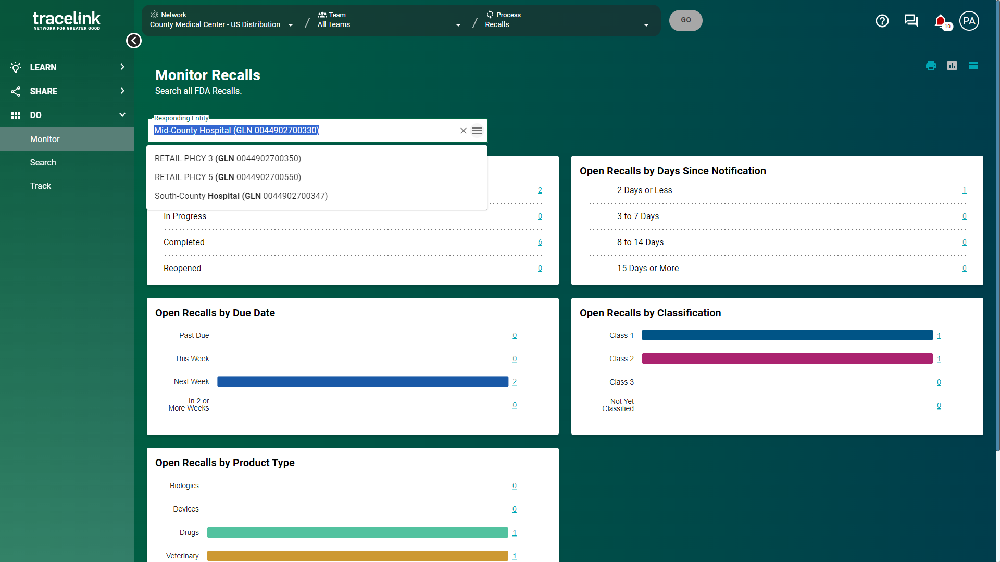 tracelink
NETWORK FOR GREATER GOOD
Network
County Medical Center - US Distribution
/
Team
All Teams
/
Process
Recalls
GO
10
PA
LEARN
SHARE
DO
Monitor
Search
Track
Monitor Recalls
Search all FDA Recalls.
Responding Entity
Mid-County Hospital (GLN 0044902700330)
RETAIL PHCY 3 (GLN 0044902700350)
RETAIL PHCY 5 (GLN 0044902700550)
South-County Hospital (GLN 0044902700347)
2
In Progress 0
Completed 6
Reopened 0
Open Recalls by Days Since Notification
2 Days or Less 1
3 to 7 Days 0
8 to 14 Days 0
15 Days or More 0
Open Recalls by Due Date
Past Due 0
This Week 0
Next Week 2
In 2 or
More Weeks 0
Open Recalls by Classification
Class 1 1
Class 2 1
Class 3 0
Not Yet
Classified 0
Open Recalls by Product Type
Biologics 0
Devices 0
Drugs 1
Veterinary 1